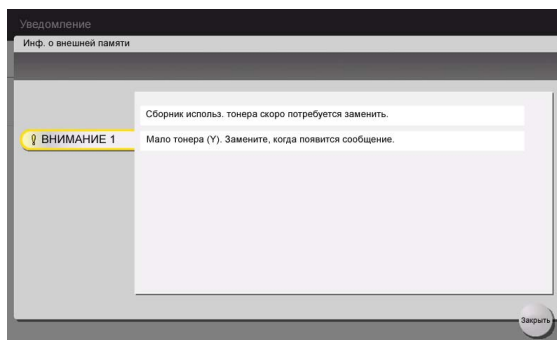 Уведомление
Инф. о внешней памяти
Сборник использ. тонера скоро потребуется заменить.
ВНИМАНИЕ 1
Мало тонера (Y). Замените, когда появится сообщение.
Закрыть